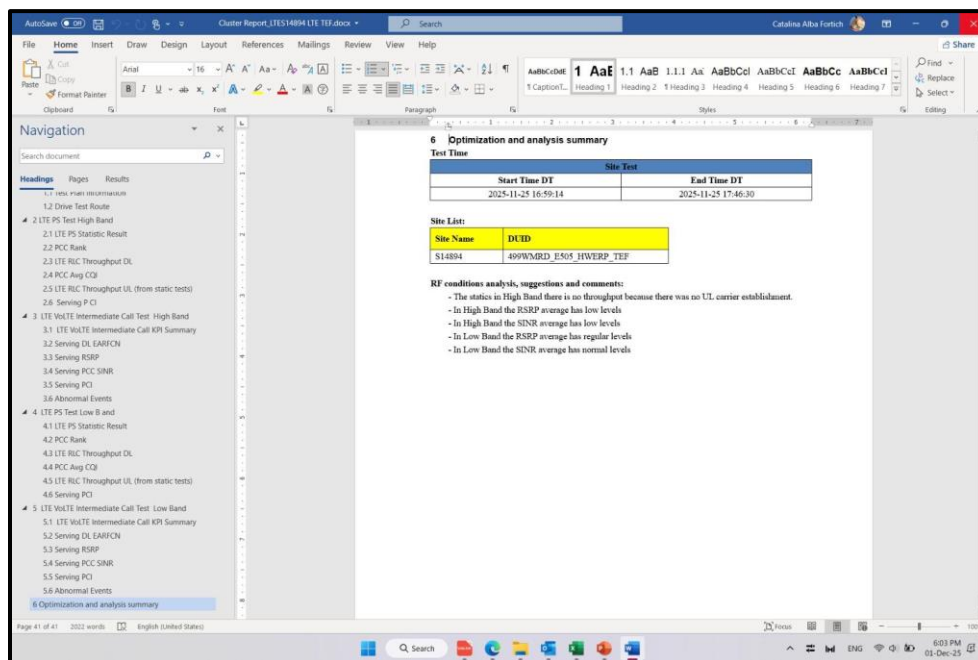 AutoSave Off
Cluster Report_LTES14894 LTE TEF.docx
Search
Catalina Alba Fortich
File Home Insert Draw Design Layout References Mailings Review View Help
Share
Cut
Copy
Paste
Format Painter
Clipboard
Arial 16
Font
Paragraph
AaBbCcDdE 1 AaE 1.1 AaB 1.1.1 Aa AaBbCcI AaBbCcI AaBbCc AaBbCcI
¶ Caption,T... Heading 1 Heading 2 ¶ Heading 3 Heading 4 Heading 5 Heading 6 Heading 7
Styles
Find
Replace
Select
Editing
Navigation
Search document
Headings Pages Results
1.1 Test Plan Information
1.2 Drive Test Route
2 LTE PS Test High Band
2.1 LTE PS Statistic Result
2.2 PCC Rank
2.3 LTE RLC Throughput DL
2.4 PCC Avg CQI
2.5 LTE RLC Throughput UL (from static tests)
2.6 Serving P CI
3 LTE VoLTE Intermediate Call Test High Band
3.1 LTE VoLTE Intermediate Call KPI Summary
3.2 Serving DL EARFCN
3.3 Serving RSRP
3.4 Serving PCC SINR
3.5 Serving PCI
3.6 Abnormal Events
4 LTE PS Test Low B and
4.1 LTE PS Statistic Result
4.2 PCC Rank
4.3 LTE RLC Throughput DL
4.4 PCC Avg CQI
4.5 LTE RLC Throughput UL (from static tests)
4.6 Serving PCI
5 LTE VoLTE Intermediate Call Test Low Band
5.1 LTE VoLTE Intermediate Call KPI Summary
5.2 Serving DL EARFCN
5.3 Serving RSRP
5.4 Serving PCC SINR
5.5 Serving PCI
5.6 Abnormal Events
6 Optimization and analysis summary
6 Optimization and analysis summary
Test Time
Site Test
Start Time DT End Time DT
2025-11-25 16:59:14 2025-11-25 17:46:30
Site List:
Site Name DUID
S14894 499WMRD_E505_HWERP_TEF
RF conditions analysis, suggestions and comments:
- The statics in High Band there is no throughput because there was no UL carrier establishment.
- In High Band the RSRP average has low levels
- In High Band the SINR average has low levels
- In Low Band the RSRP average has regular levels
- In Low Band the SINR average has normal levels
Page 41 of 41 2022 words English (United States)
Focus
Search
ENG
6:03 PM
01-Dec-25